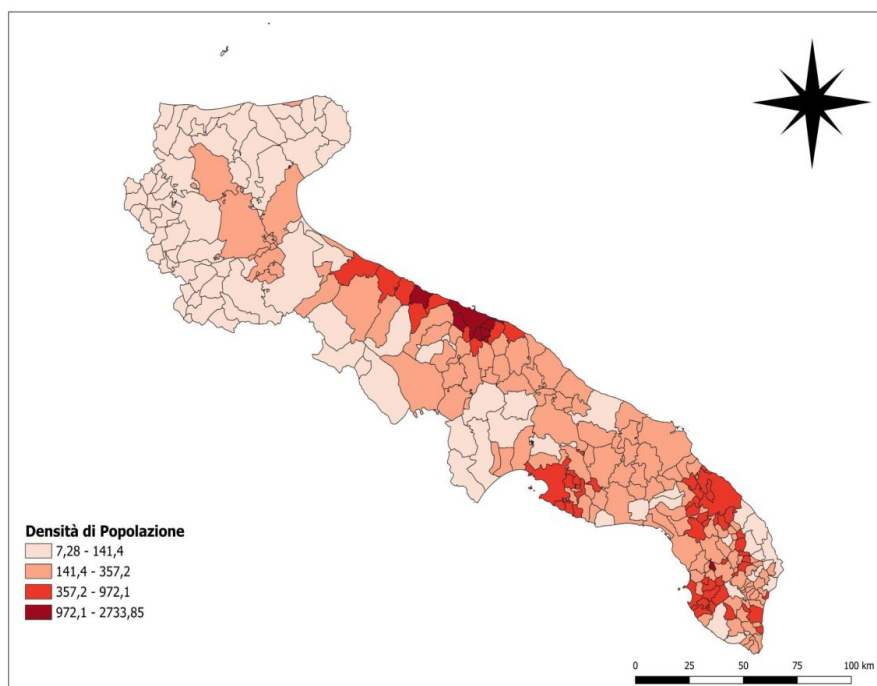 Densità di Popolazione
7,28 - 141,4
141,4 - 357,2
357,2 - 972,1
972,1 - 2733,85
0 25 50 75 100 km